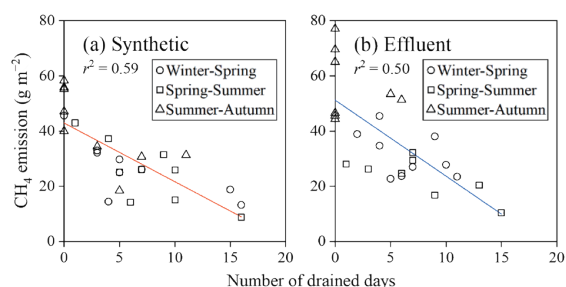 80
60
40
20
0
CH₄ emission (g m⁻²)
(a) Synthetic
r² = 0.59
Winter-Spring
Spring-Summer
Summer-Autumn
0 5 10 15 20
80
60
40
20
0
(b) Effluent
r² = 0.50
Winter-Spring
Spring-Summer
Summer-Autumn
0 5 10 15 20
Number of drained days